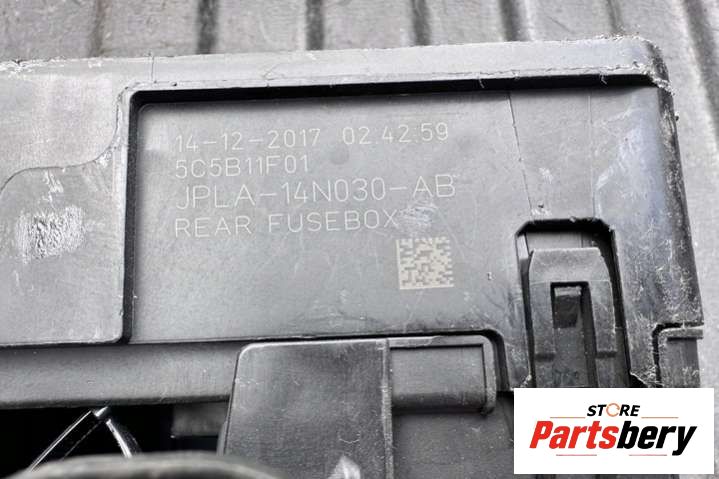 14-12-2017 02:42:59
5C5B11F01
JPLA-14N030-AB
REAR FUSEBOX
STORE
Partsbery